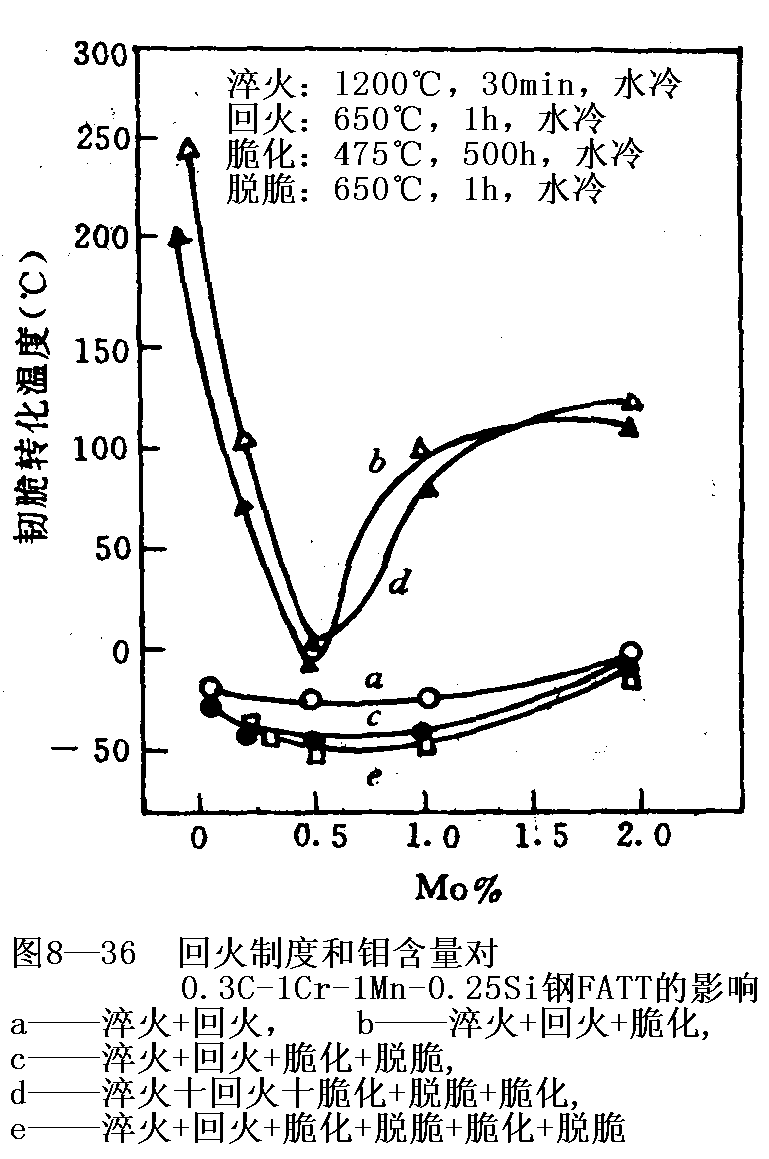 300
淬火：1200℃，30min，水冷
回火：650℃，1h，水冷
脆化：475℃，500h，水冷
脱脆：650℃，1h，水冷
250
200
150
100
50
0
－50
韧脆转化温度(℃)
b
d
a
c
e
0 0.5 1.0 1.5 2.0
Mo%
图8—36 回火制度和钼含量对
0.3C-1Cr-1Mn-0.25Si钢FATT的影响
a——淬火+回火， b——淬火+回火+脆化,
c——淬火+回火+脆化+脱脆,
d——淬火十回火十脆化+脱脆+脆化,
e——淬火+回火+脆化+脱脆+脆化+脱脆